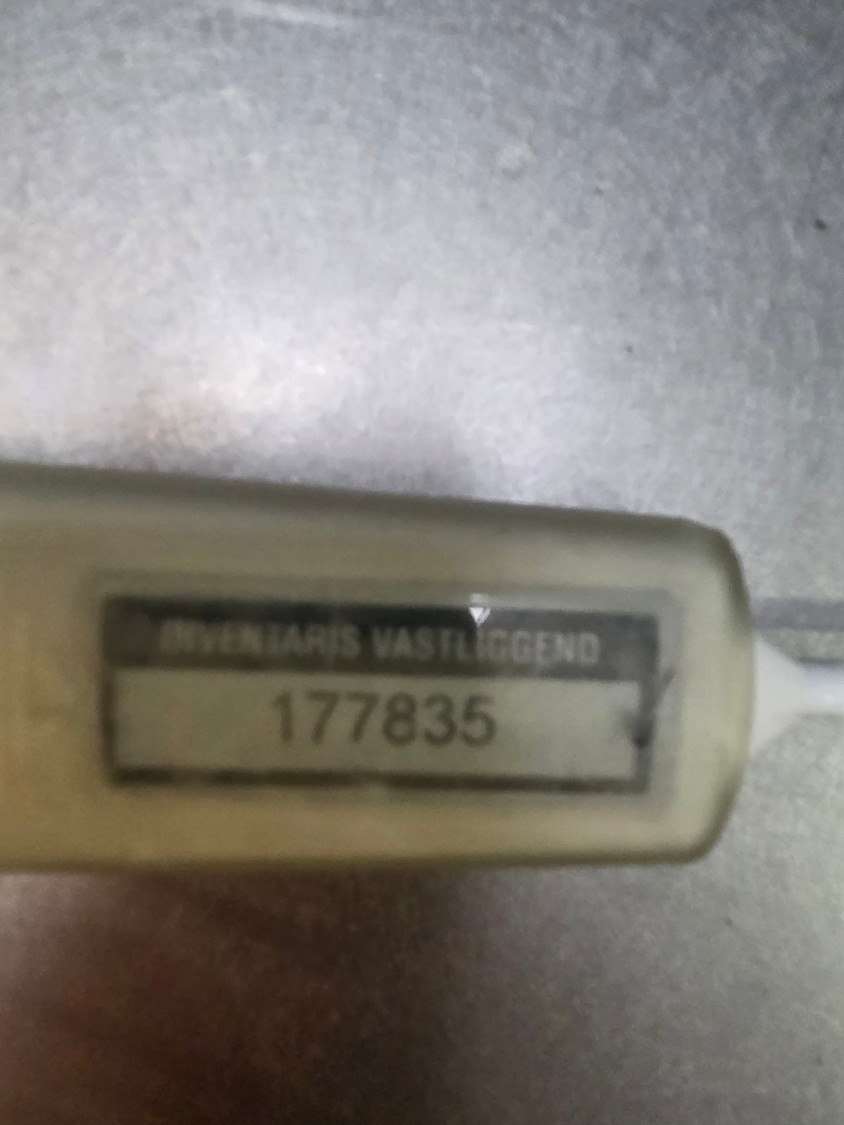 INVENTARIS VASTLIGGEND
177835